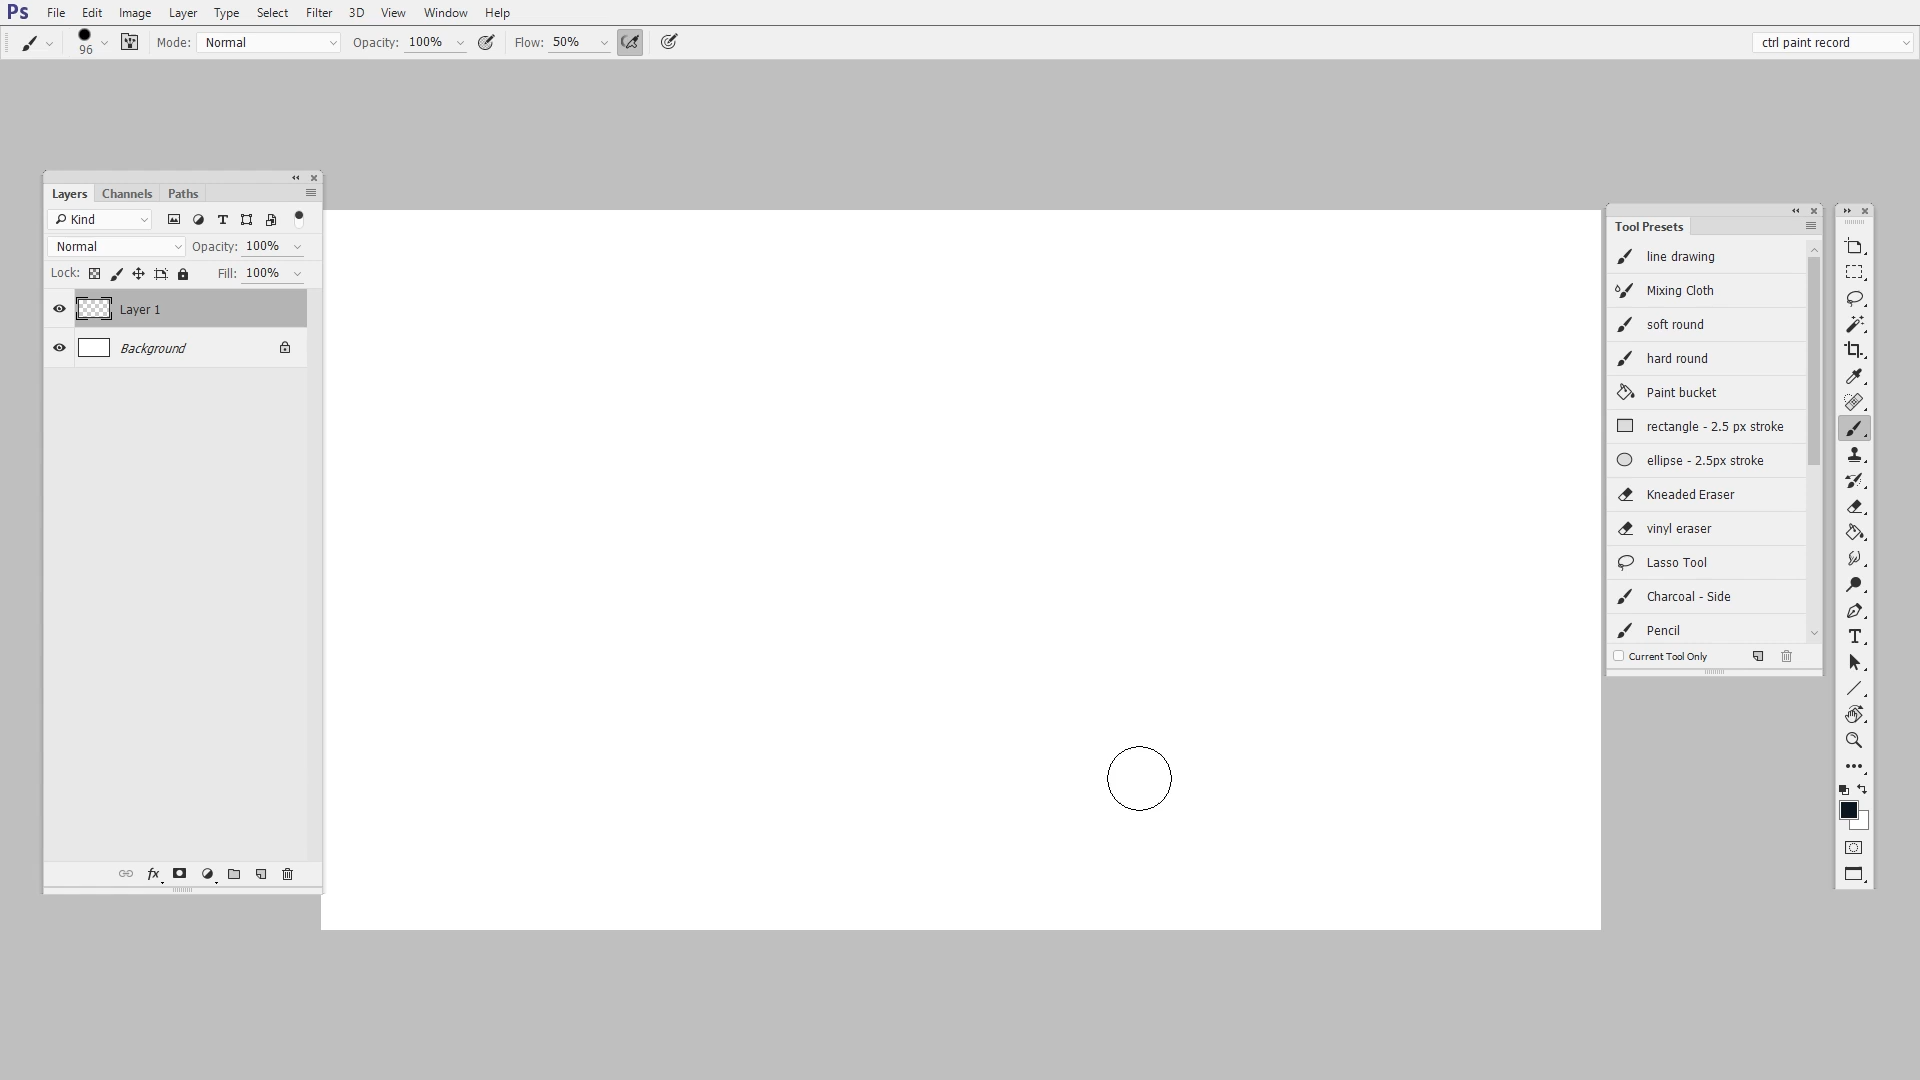 Ps File Edit Image Layer Type Select Filter 3D View Window Help
96 Mode: Normal Opacity: 100% Flow: 50% ctrl paint record
Layers Channels Paths
Kind
Normal Opacity: 100%
Lock: Fill: 100%
Layer 1
Background
fx
Tool Presets
line drawing
Mixing Cloth
soft round
hard round
Paint bucket
rectangle - 2.5 px stroke
ellipse - 2.5px stroke
Kneaded Eraser
vinyl eraser
Lasso Tool
Charcoal - Side
Pencil
Current Tool Only